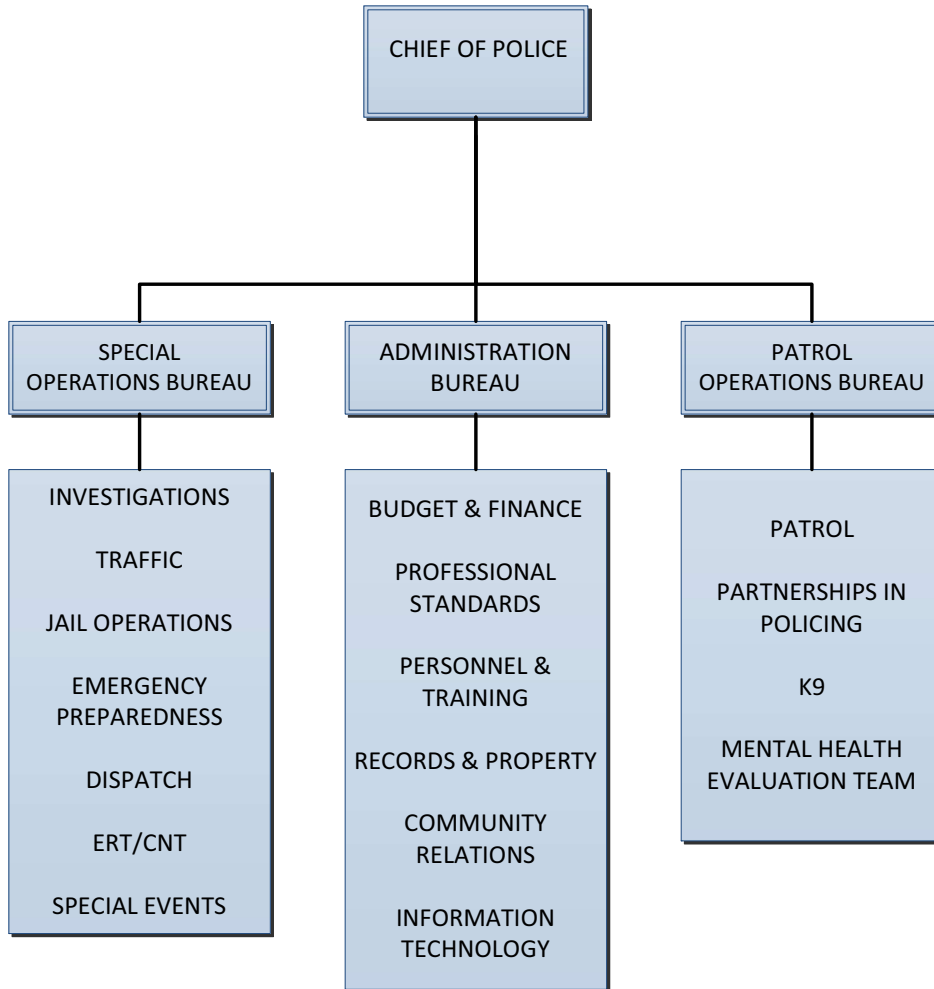 CHIEF OF POLICE
SPECIAL
OPERATIONS BUREAU
ADMINISTRATION
BUREAU
PATROL
OPERATIONS BUREAU
INVESTIGATIONS
TRAFFIC
JAIL OPERATIONS
EMERGENCY
PREPAREDNESS
DISPATCH
ERT/CNT
SPECIAL EVENTS
BUDGET & FINANCE
PROFESSIONAL
STANDARDS
PERSONNEL &
TRAINING
RECORDS & PROPERTY
COMMUNITY
RELATIONS
INFORMATION
TECHNOLOGY
PATROL
PARTNERSHIPS IN
POLICING
K9
MENTAL HEALTH
EVALUATION TEAM